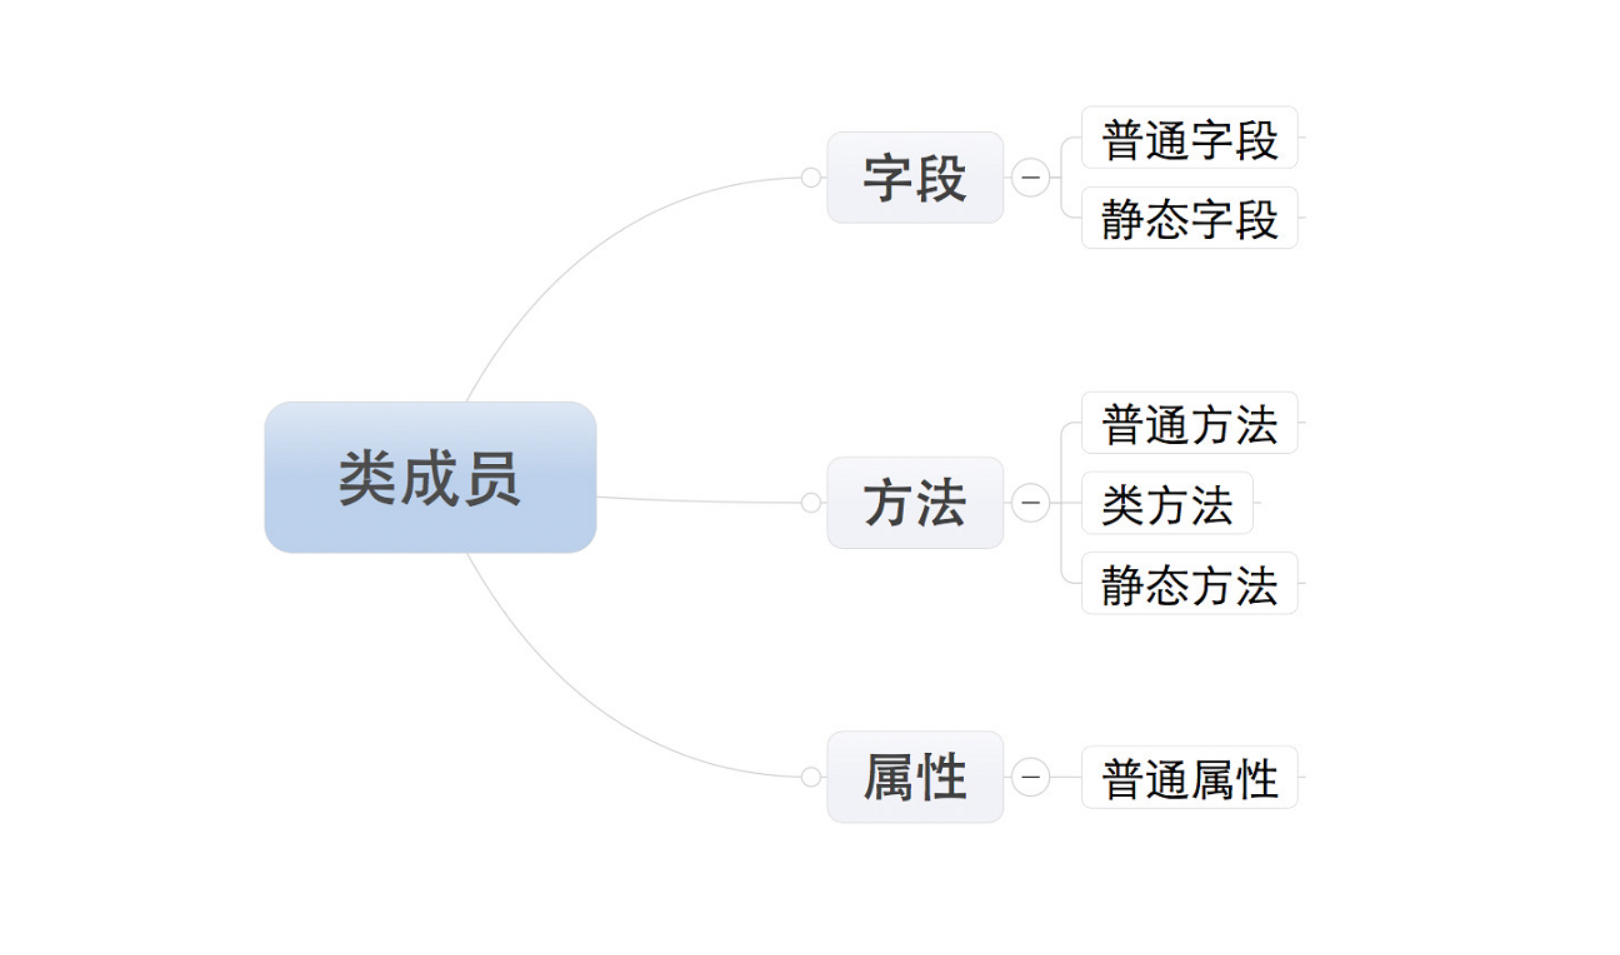 类成员
字段
普通字段
静态字段
方法
普通方法
类方法
静态方法
属性
普通属性